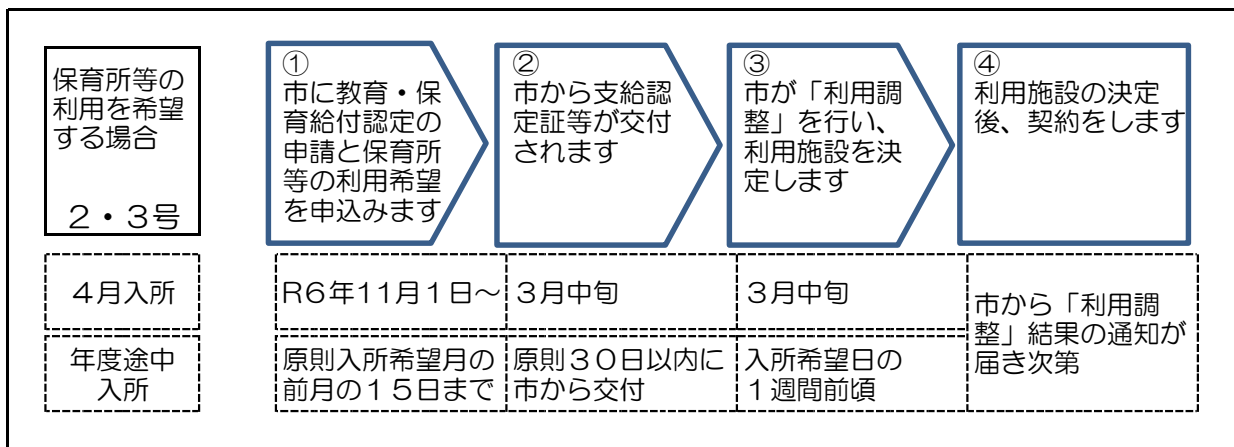 保育所等の
利用を希望
する場合
２・３号
①
市に教育・保
育給付認定の
申請と保育所
等の利用希望
を申込みます
②
市から支給認
定証等が交付
されます
③
市が「利用調
整」を行い、
利用施設を決
定します
④
利用施設の決定
後、契約をします
４月入所
R６年11月１日～
３月中旬
３月中旬
市から「利用調
整」結果の通知が
届き次第
年度途中
入所
原則入所希望月の
前月の１５日まで
原則３０日以内に
市から交付
入所希望日の
１週間前頃